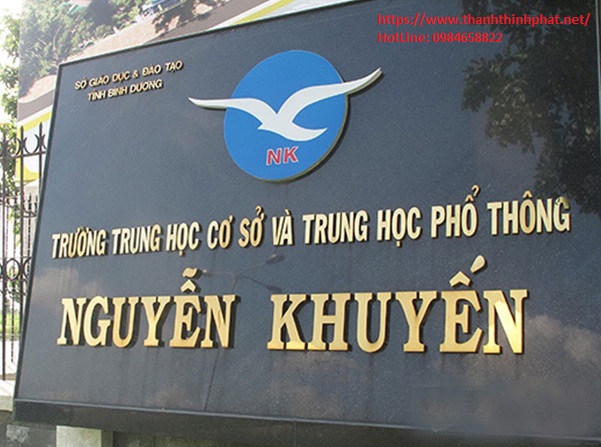 https://www.thanhthinhphat.net/
HotLine: 0984658822
SỞ GIÁO DỤC & ĐÀO TẠO
TỈNH BÌNH DƯƠNG
NK
TRƯỜNG TRUNG HỌC CƠ SỞ VÀ TRUNG HỌC PHỔ THÔNG
NGUYỄN KHUYẾN